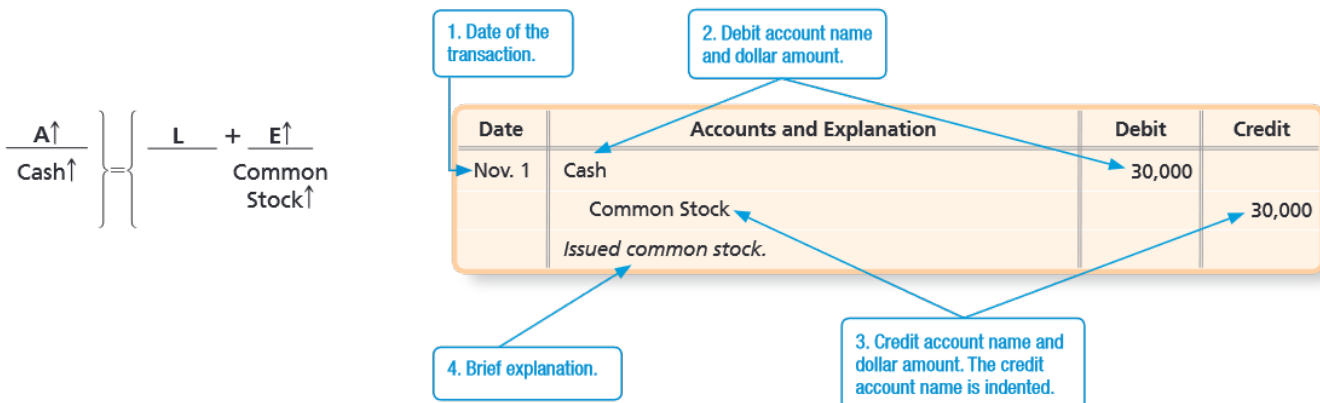 1. Date of the
transaction.
2. Debit account name
and dollar amount.
A↑ } = { L + E↑
Cash↑ Common
Stock↑
Date Accounts and Explanation Debit Credit
Nov. 1 Cash 30,000
Common Stock 30,000
Issued common stock.
3. Credit account name and
dollar amount. The credit
account name is indented.
4. Brief explanation.